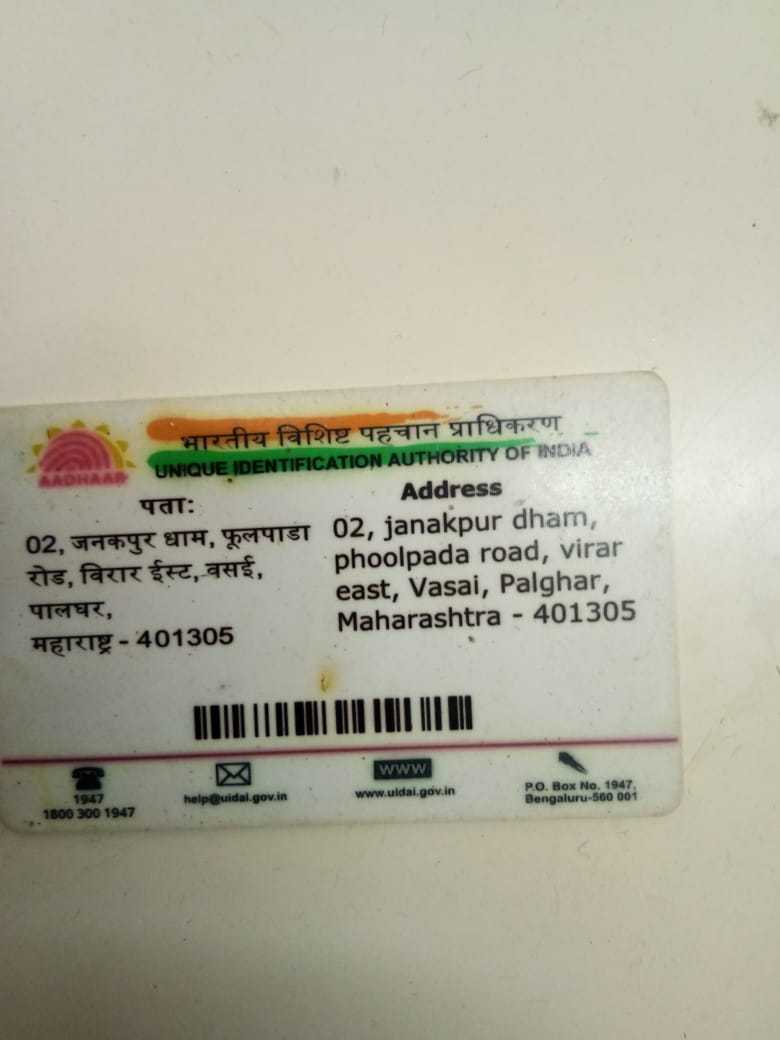 भारतीय विशिष्ट पहचान प्राधिकरण
UNIQUE IDENTIFICATION AUTHORITY OF INDIA
AADHAAR
पता:
02, जनकपुर धाम, फूलपाडा
रोड, विरार ईस्ट, वसई,
पालघर,
महाराष्ट्र - 401305
Address
02, janakpur dham,
phoolpada road, virar
east, Vasai, Palghar,
Maharashtra - 401305
1947
1800 300 1947
help@uidai.gov.in
www
www.uidai.gov.in
P.O. Box No. 1947,
Bengaluru-560 001